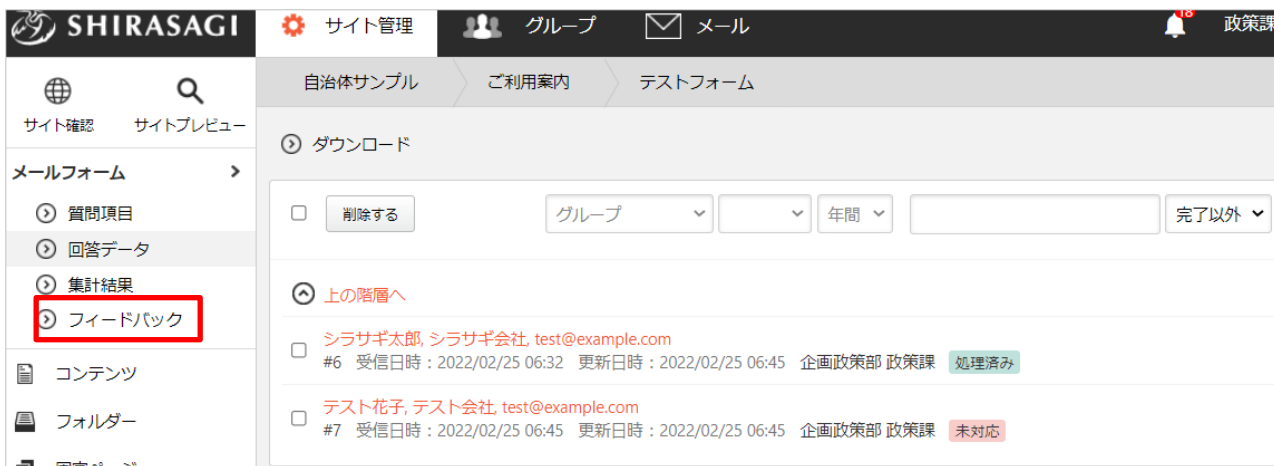 SHIRASAGI
サイト管理
グループ
メール
18
政策課
サイト確認
サイトプレビュー
自治体サンプル
ご利用案内
テストフォーム
メールフォーム
質問項目
回答データ
集計結果
フィードバック
コンテンツ
フォルダー
ダウンロード
削除する
グループ
年間
完了以外
上の階層へ
シラサギ太郎, シラサギ会社, test@example.com
#6 受信日時：2022/02/25 06:32 更新日時：2022/02/25 06:45 企画政策部 政策課 処理済み
テスト花子, テスト会社, test@example.com
#7 受信日時：2022/02/25 06:45 更新日時：2022/02/25 06:45 企画政策部 政策課 未対応